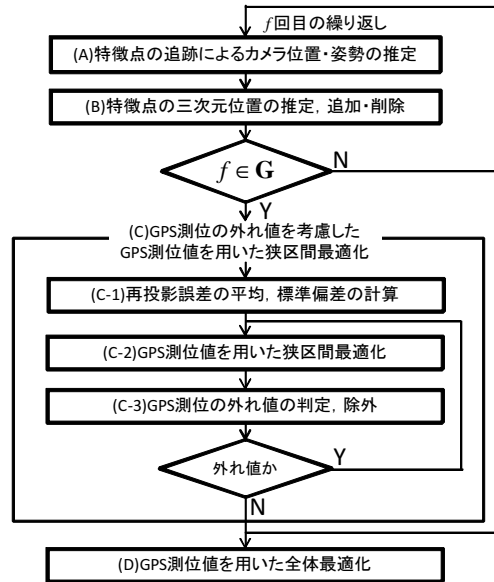 f回目の繰り返し
(A)特徴点の追跡によるカメラ位置・姿勢の推定
(B)特徴点の三次元位置の推定，追加・削除
f ∈ G
N
Y
(C)GPS測位の外れ値を考慮した
GPS測位値を用いた狭区間最適化
(C-1)再投影誤差の平均，標準偏差の計算
(C-2)GPS測位値を用いた狭区間最適化
(C-3)GPS測位の外れ値の判定，除外
外れ値か
Y
N
(D)GPS測位値を用いた全体最適化